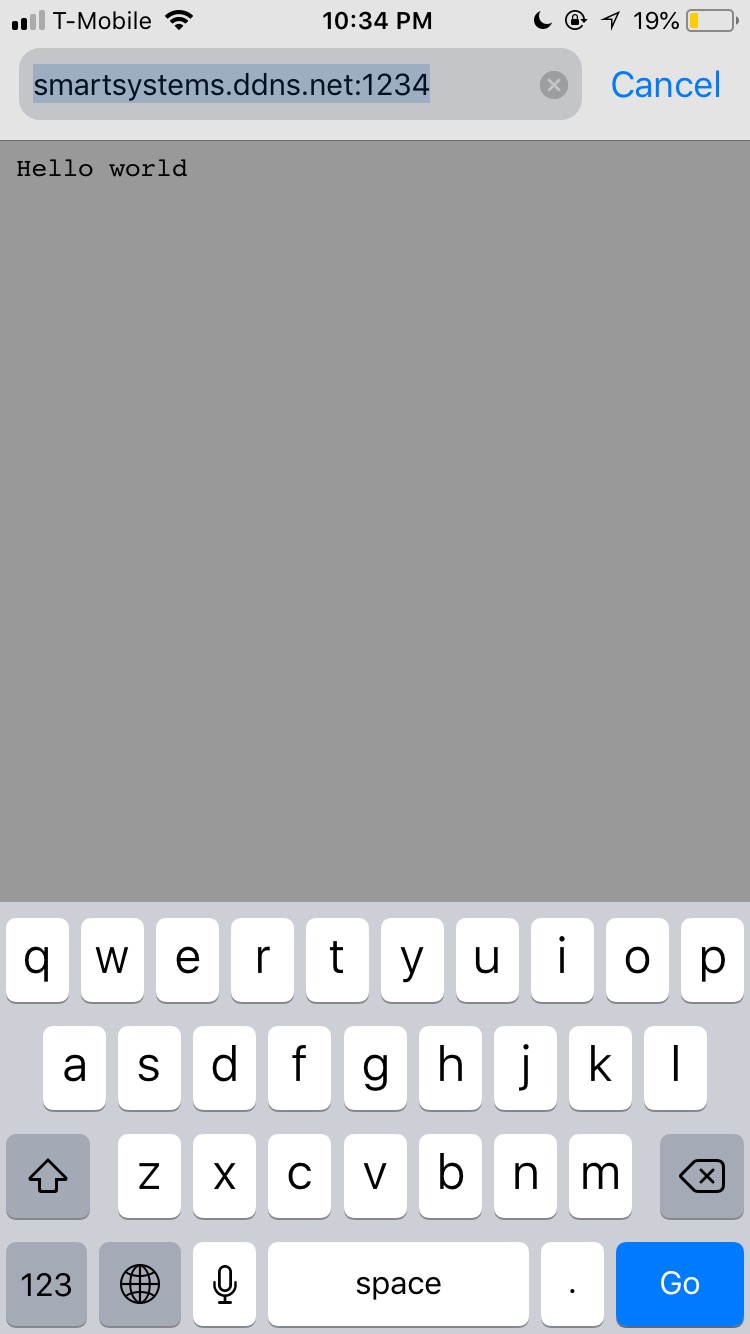 T-Mobile 10:34 PM 19%
smartsystems.ddns.net:1234 Cancel
Hello world
q w e r t y u i o p
a s d f g h j k l
z x c v b n m
123 space . Go